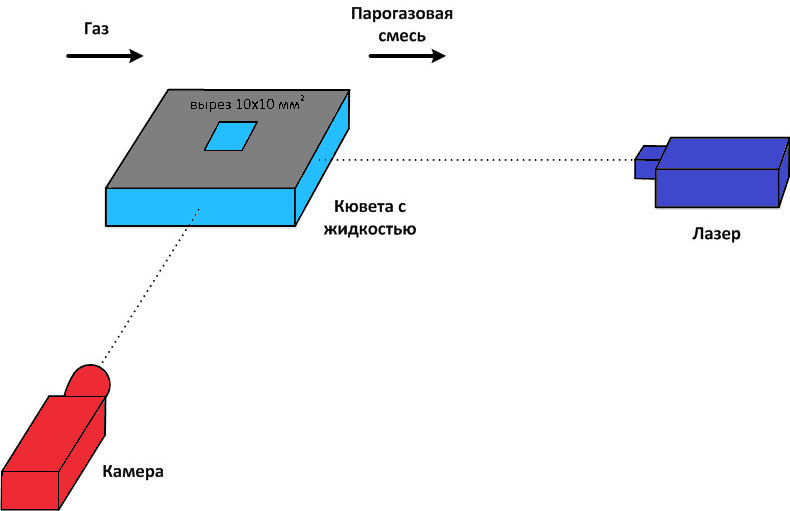 Газ
Парогазовая
смесь
вырез 10x10 мм²
Кювета с
жидкостью
Лазер
Камера